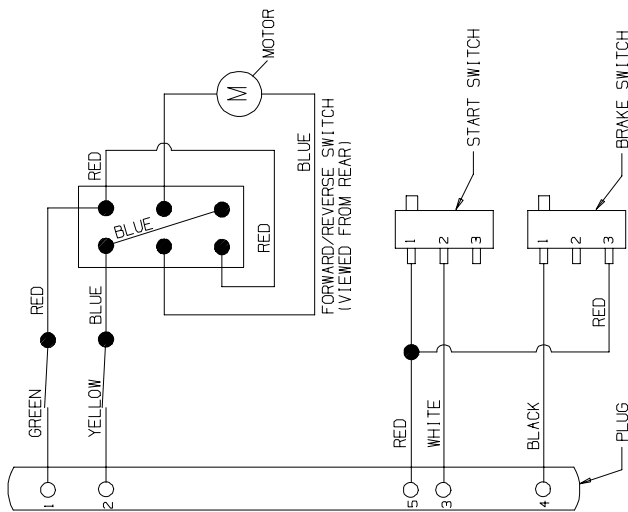 MOTOR
M
RED
BLUE
BLUE
RED
FORWARD/REVERSE SWITCH
(VIEWED FROM REAR)
RED
BLUE
GREEN
YELLOW
1
2
START SWITCH
1
2
3
BRAKE SWITCH
1
2
3
RED
RED
WHITE
BLACK
5
3
4
PLUG